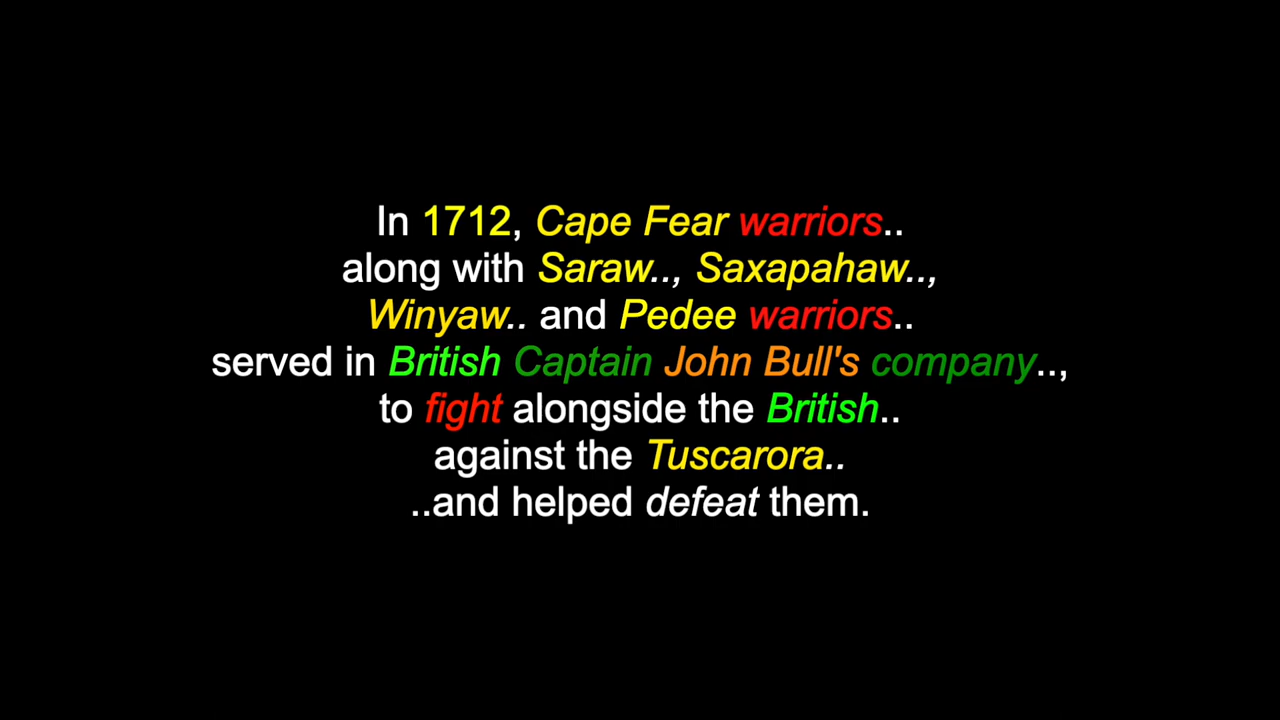 In 1712, Cape Fear warriors..
along with Saraw.., Saxapahaw..,
Winyaw.. and Pedee warriors..
served in British Captain John Bull's company..,
to fight alongside the British..
against the Tuscarora..
..and helped defeat them.